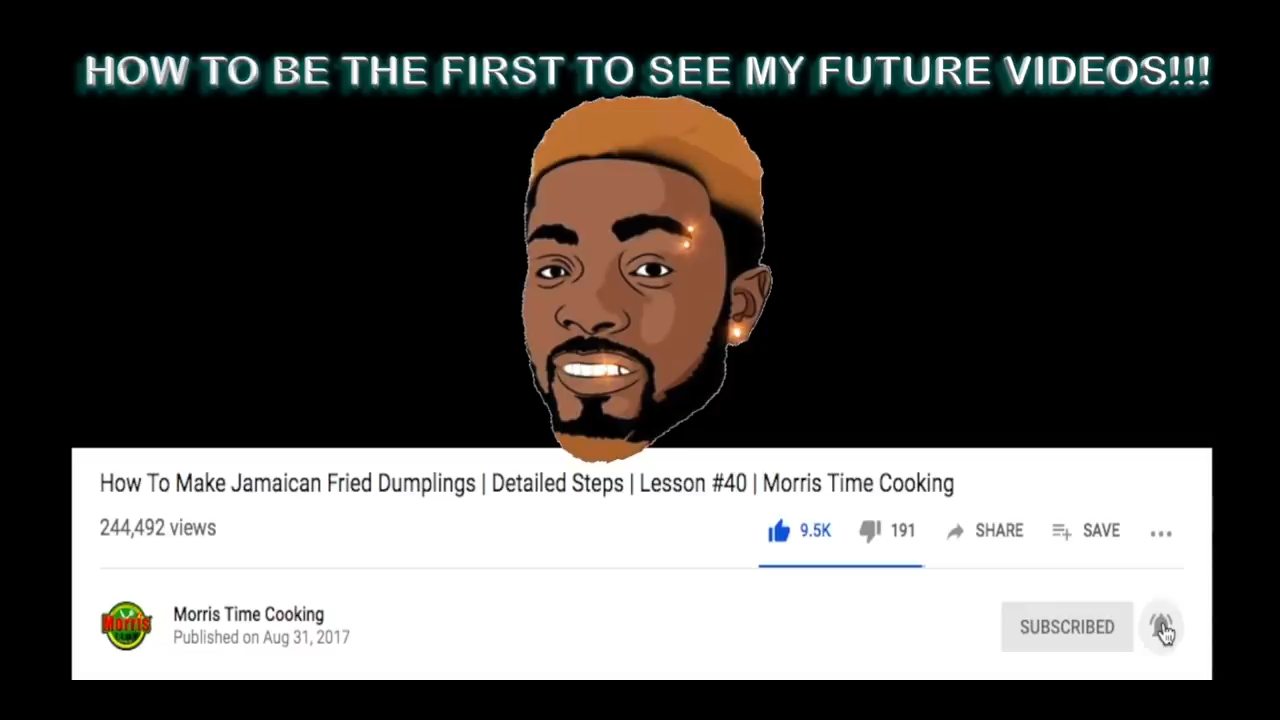 HOW TO BE THE FIRST TO SEE MY FUTURE VIDEOS!!!
How To Make Jamaican Fried Dumplings | Detailed Steps | Lesson #40 | Morris Time Cooking
244,492 views
9.5K 191 SHARE SAVE
Morris
Morris Time Cooking
Published on Aug 31, 2017
SUBSCRIBED